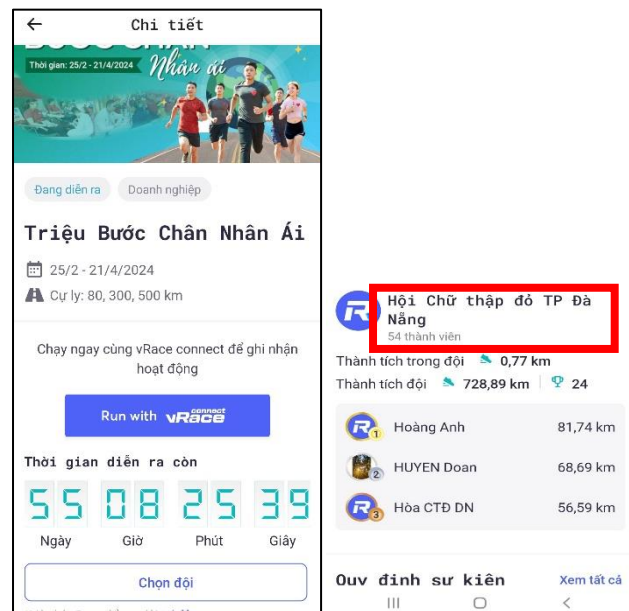 Chi tiết
BƯỚC CHÂN
Thời gian: 25/2 - 21/4/2024
Nhân ái
Đang diễn ra
Doanh nghiệp
Triệu Bước Chân Nhân Ái
25/2 - 21/4/2024
Cự ly: 80, 300, 500 km
Chạy ngay cùng vRace connect để ghi nhận
hoạt động
Run with vRace connect
Thời gian diễn ra còn
55 08 25 39
Ngày Giờ Phút Giây
Chọn đội
Hội Chữ thập đỏ TP Đà
Nẵng
54 thành viên
Thành tích trong đội 0,77 km
Thành tích đội 728,89 km 24
1 Hoàng Anh 81,74 km
2 HUYEN Doan 68,69 km
3 Hòa CTĐ DN 56,59 km
Quy định sự kiện Xem tất cả